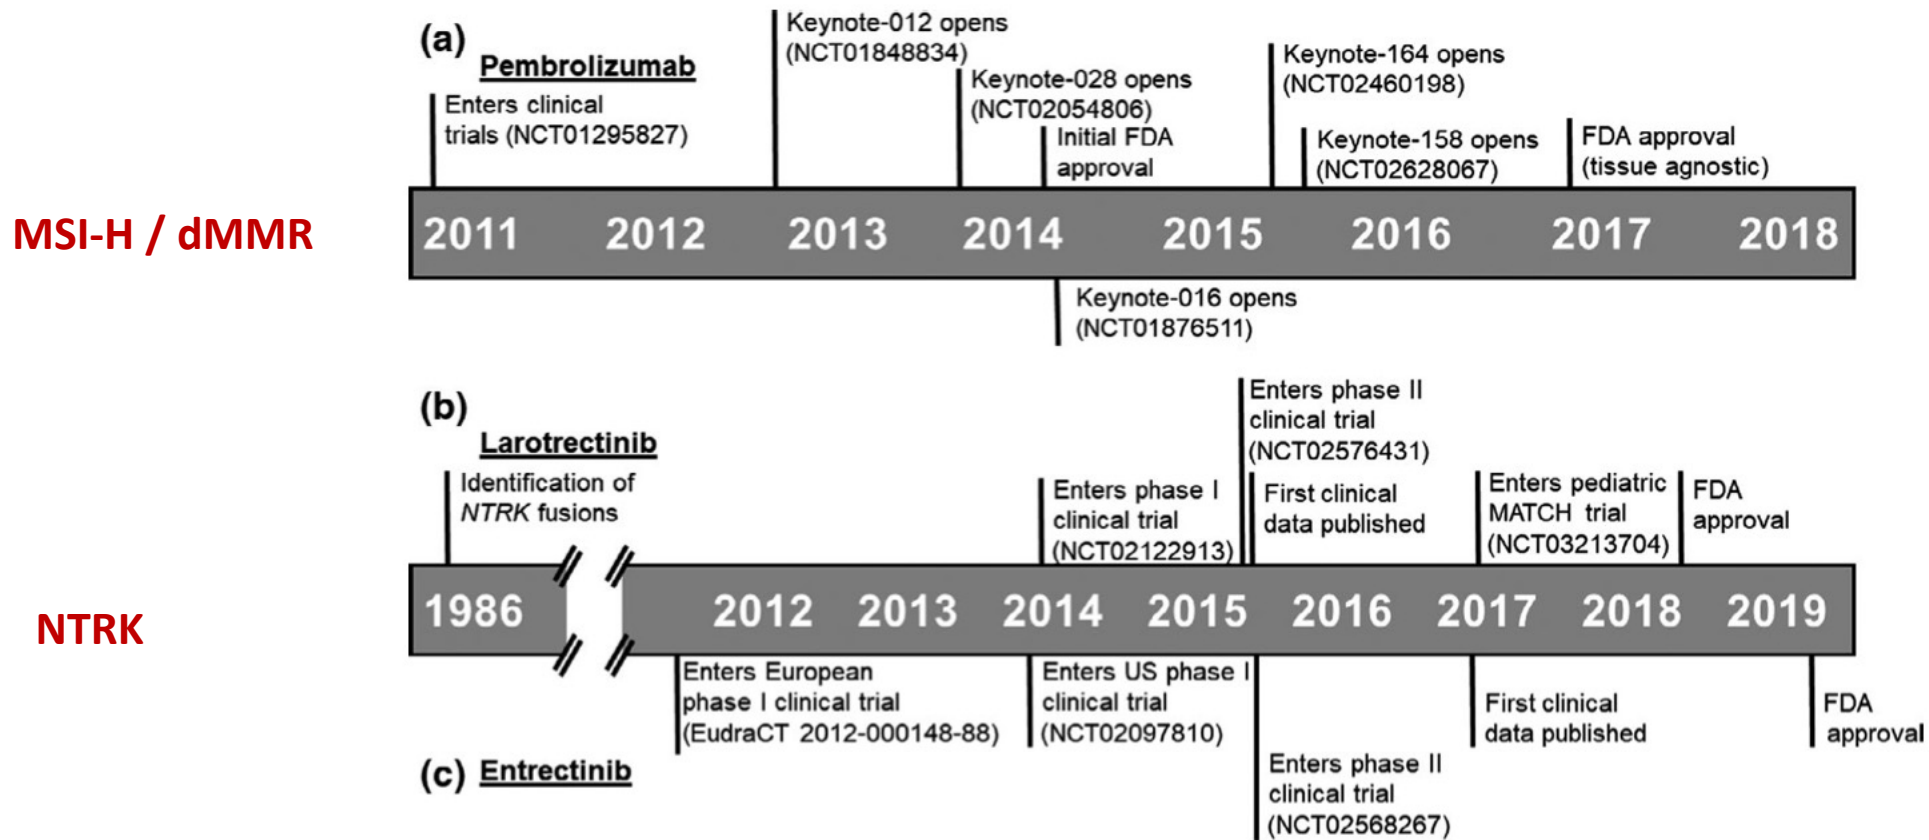 (a)
Pembrolizumab
Enters clinical
trials (NCT01295827)
Keynote-012 opens
(NCT01848834)
Keynote-028 opens
(NCT02054806)
Initial FDA
approval
Keynote-164 opens
(NCT02460198)
Keynote-158 opens
(NCT02628067)
FDA approval
(tissue agnostic)
MSI-H / dMMR
2011 2012 2013 2014 2015 2016 2017 2018
Keynote-016 opens
(NCT01876511)
(b)
Larotrectinib
Identification of
NTRK fusions
Enters phase I
clinical trial
(NCT02122913)
Enters phase II
clinical trial
(NCT02576431)
First clinical
data published
Enters pediatric
MATCH trial
(NCT03213704)
FDA
approval
NTRK
1986 2012 2013 2014 2015 2016 2017 2018 2019
Enters European
phase I clinical trial
(EudraCT 2012-000148-88)
Enters US phase I
clinical trial
(NCT02097810)
Enters phase II
clinical trial
(NCT02568267)
First clinical
data published
FDA
approval
(c)
Entrectinib